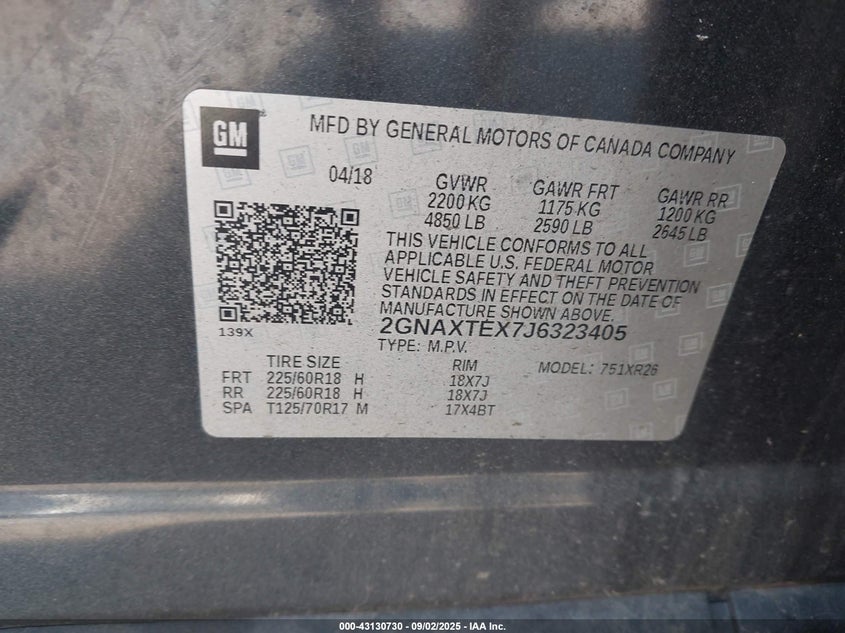 GM
MFD BY GENERAL MOTORS OF CANADA COMPANY
04/18
GVWR GAWR FRT GAWR RR
2200 KG 1175 KG 1200 KG
4850 LB 2590 LB 2645 LB
THIS VEHICLE CONFORMS TO ALL
APPLICABLE U.S. FEDERAL MOTOR
VEHICLE SAFETY AND THEFT PREVENTION
STANDARDS IN EFFECT ON THE DATE OF
MANUFACTURE SHOWN ABOVE.
2GNAXTEX7J6323405
139X
TYPE: M.P.V.
TIRE SIZE RIM MODEL: 751XR26
FRT 225/60R18 H 18X7J
RR 225/60R18 H 18X7J
SPA T125/70R17 M 17X4BT
000-43130730 - 09/02/2025 - IAA Inc.